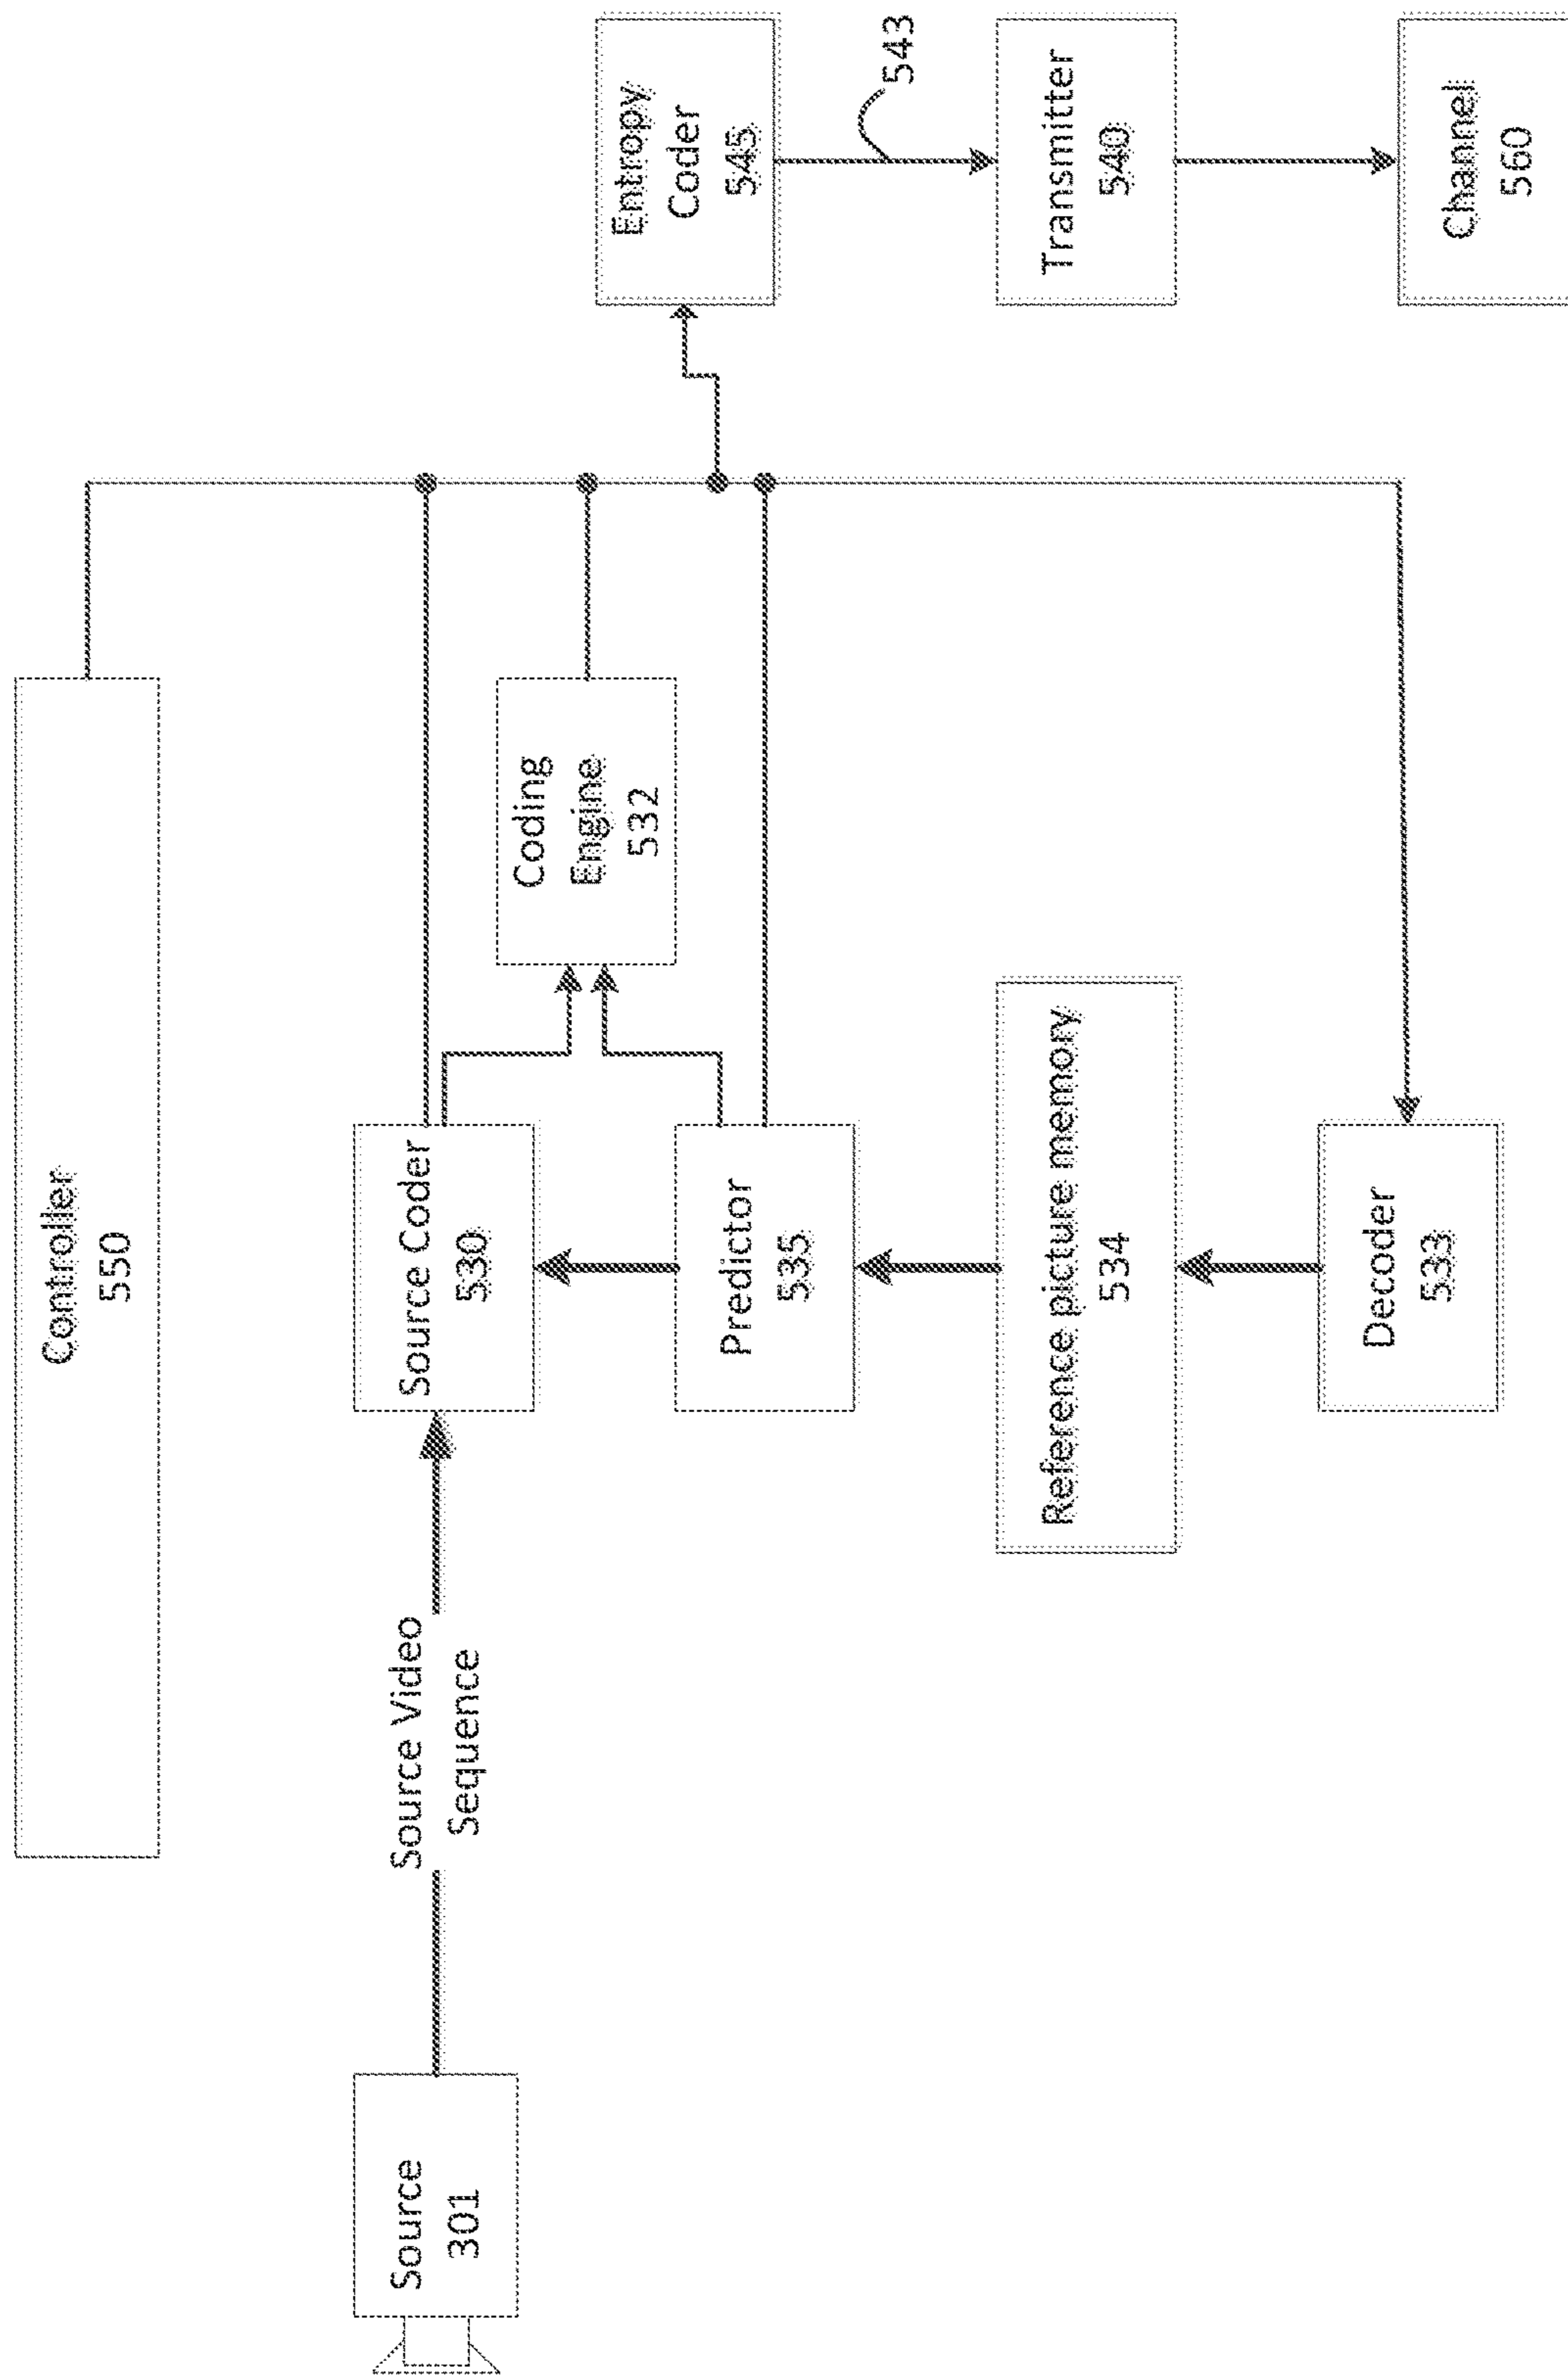 Controller
550
Source
301
Source Video
Sequence
Source Coder
530
Coding
Engine
532
Predictor
535
Reference picture memory
534
Decoder
533
Entropy
Coder
545
543
Transmitter
540
Channel
560